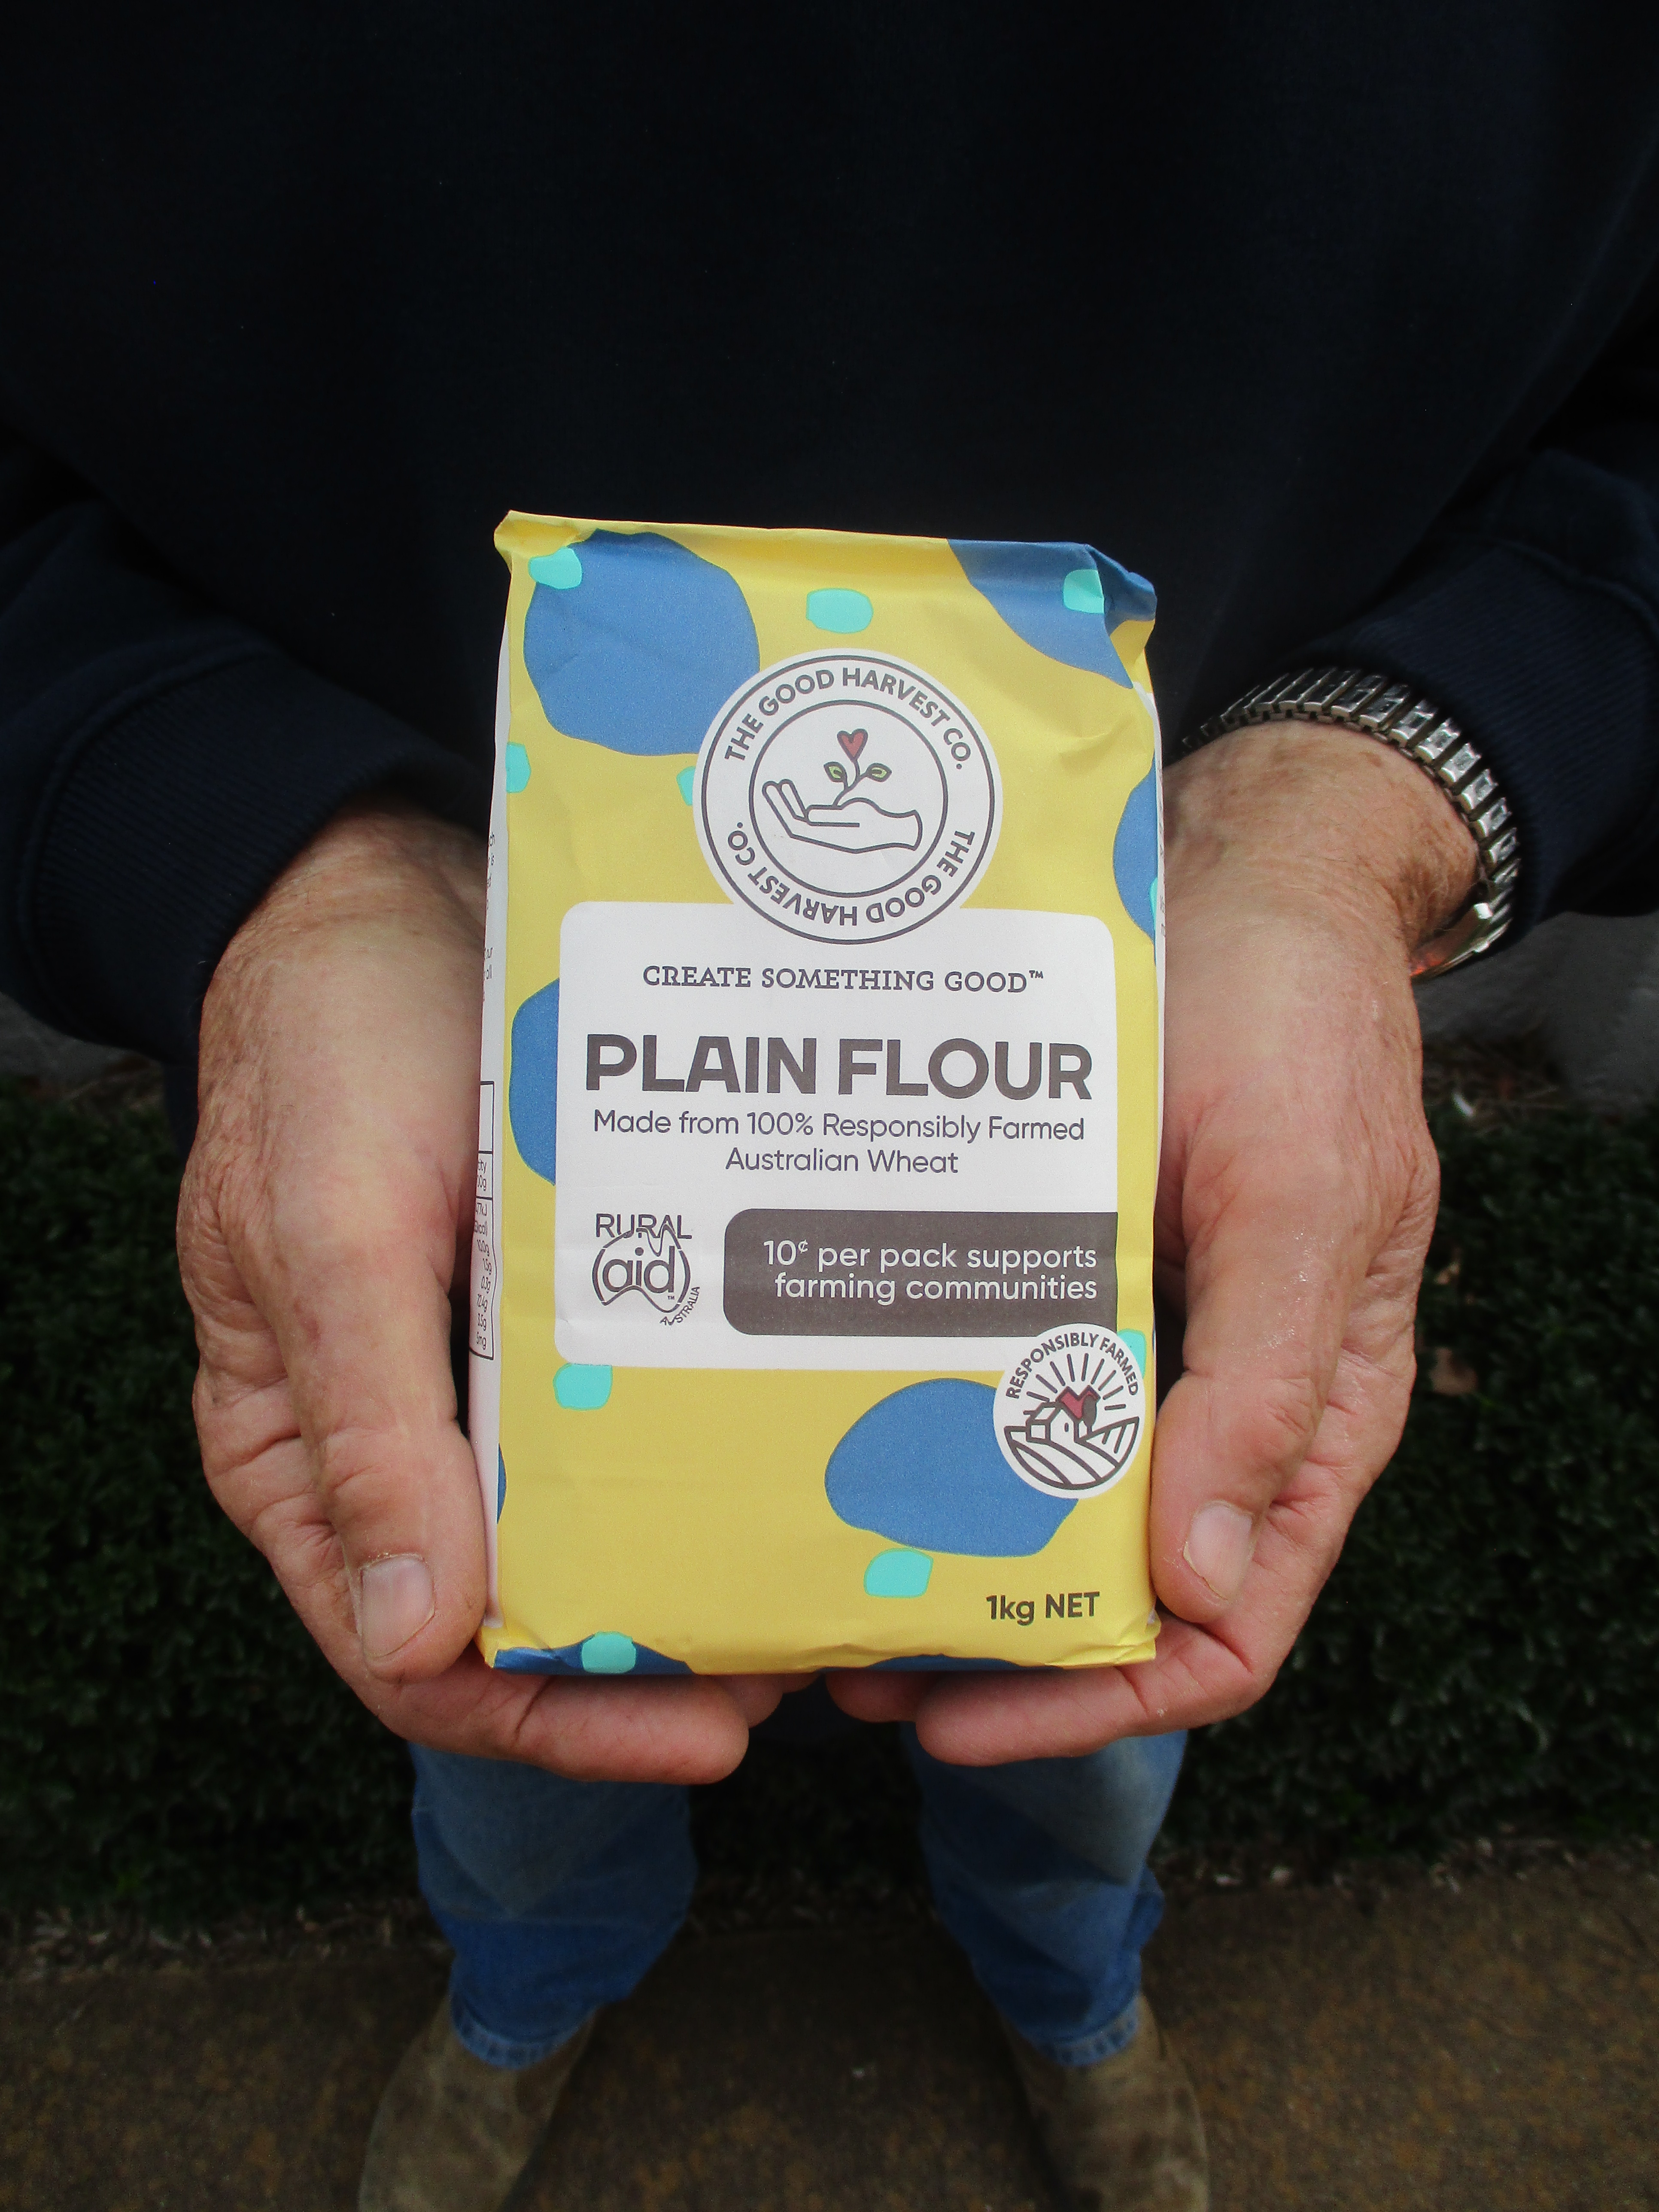 THE GOOD HARVEST CO.
THE GOOD HARVEST CO.
CREATE SOMETHING GOOD™
PLAIN FLOUR
Made from 100% Responsibly Farmed
Australian Wheat
RURAL
aid™
AUSTRALIA
10¢ per pack supports
farming communities
RESPONSIBLY FARMED
1kg NET